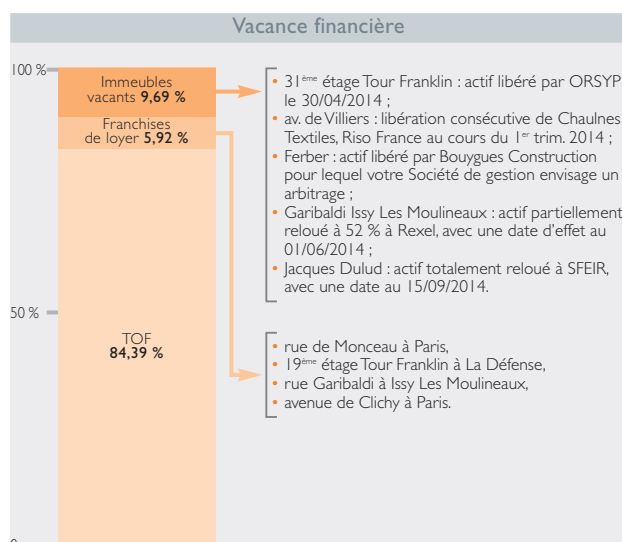 Vacance financière
100 %
Immeubles
vacants 9,69 %
Franchises
de loyer 5,92 %
• 31ème étage Tour Franklin : actif libéré par ORSYP
le 30/04/2014 ;
• av. de Villiers : libération consécutive de Chaulnes
Textiles, Riso France au cours du 1er trim. 2014 ;
• Ferber : actif libéré par Bouygues Construction
pour lequel votre Société de gestion envisage un
arbitrage ;
• Garibaldi Issy Les Moulineaux : actif partiellement
reloué à 52 % à Rexel, avec une date d'effet au
01/06/2014 ;
• Jacques Dulud : actif totalement reloué à SFEIR,
avec une date au 15/09/2014.
50 %
TOF
84,39 %
• rue de Monceau à Paris,
• 19ème étage Tour Franklin à La Défense,
• rue Garibaldi à Issy Les Moulineaux,
• avenue de Clichy à Paris.
0